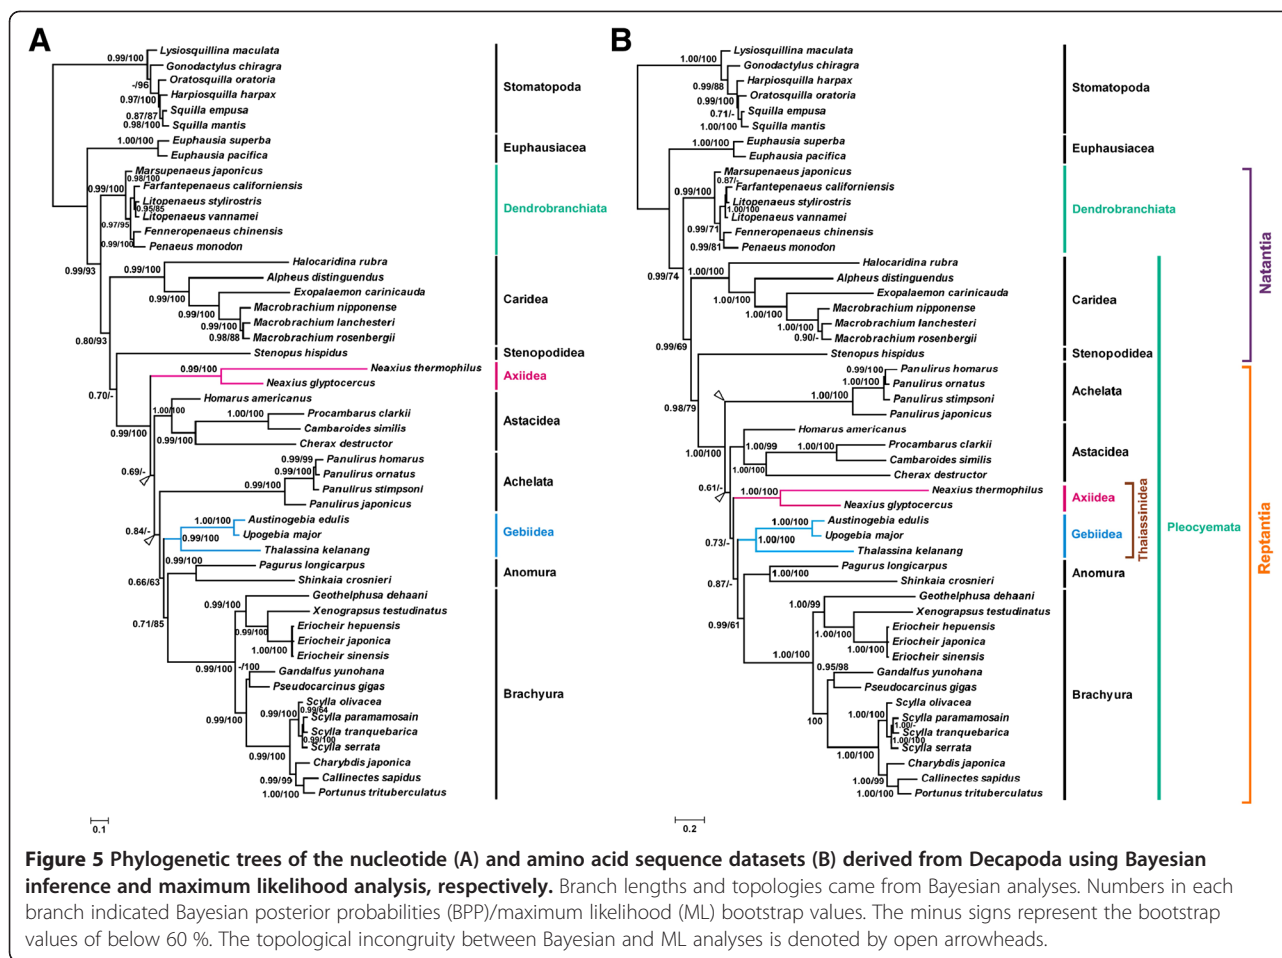 A
0.99/100
Lysiosquillina maculata
Gonodactylus chiragra
-/96
Oratosquilla oratoria
0.97/100
Harpiosquilla harpax
0.87/87
Squilla empusa
0.98/100
Squilla mantis
Stomatopoda
1.00/100
Euphausia superba
Euphausia pacifica
Euphausiacea
0.99/100
Marsupenaeus japonicus
0.98/100
Farfantepenaeus californiensis
Litopenaeus stylirostris
0.95/85
Litopenaeus vannamei
0.97/95
Fenneropenaeus chinensis
0.99/100
Penaeus monodon
Dendrobranchiata
0.99/93
0.99/100
Halocaridina rubra
Alpheus distinguendus
0.99/100
Exopalaemon carinicauda
0.99/100
Macrobrachium nipponense
0.99/100
Macrobrachium lanchesteri
0.98/88
Macrobrachium rosenbergii
Caridea
0.80/93
Stenopus hispidus
Stenopodidea
0.70/-
0.99/100
Neaxius thermophilus
Neaxius glyptocercus
Axiidea
0.99/100
Homarus americanus
1.00/100
1.00/100
Procambarus clarkii
Cambaroides similis
0.99/100
Cherax destructor
Astacidea
0.69/-
0.99/99
Panulirus homarus
0.99/100
Panulirus ornatus
0.99/100
Panulirus stimpsoni
Panulirus japonicus
Achelata
0.84/-
1.00/100
Austinogebia edulis
Upogebia major
0.99/100
Thalassina kelanang
Gebiidea
0.66/63
0.99/100
Pagurus longicarpus
Shinkaia crosnieri
Anomura
0.71/85
0.99/100
Geothelphusa dehaani
Xenograpsus testudinatus
0.99/100
Eriocheir hepuensis
Eriocheir japonica
1.00/100
Eriocheir sinensis
0.99/100
-/100
Gandalfus yunohana
Pseudocarcinus gigas
0.99/100
Scylla olivacea
0.99/64
0.99/100
Scylla paramamosain
Scylla tranquebarica
0.99/100
Scylla serrata
0.99/100
Charybdis japonica
0.99/99
Callinectes sapidus
1.00/100
Portunus trituberculatus
Brachyura
0.1
B
1.00/100
Lysiosquillina maculata
Gonodactylus chiragra
0.99/88
Harpiosquilla harpax
0.99/100
Oratosquilla oratoria
0.71/-
Squilla empusa
1.00/100
Squilla mantis
Stomatopoda
1.00/100
Euphausia superba
Euphausia pacifica
Euphausiacea
0.99/100
Marsupenaeus japonicus
0.87/-
Farfantepenaeus californiensis
Litopenaeus stylirostris
1.00/100
Litopenaeus vannamei
0.99/71
Fenneropenaeus chinensis
0.99/81
Penaeus monodon
Dendrobranchiata
0.99/74
1.00/100
Halocaridina rubra
Alpheus distinguendus
1.00/100
Exopalaemon carinicauda
1.00/100
Macrobrachium nipponense
1.00/100
Macrobrachium lanchesteri
0.90/-
Macrobrachium rosenbergii
Caridea
0.99/69
Stenopus hispidus
Stenopodidea
Natantia
0.98/79
0.99/100
Panulirus homarus
1.00/100
Panulirus ornatus
1.00/100
Panulirus stimpsoni
Panulirus japonicus
Achelata
1.00/100
Homarus americanus
1.00/99
1.00/100
Procambarus clarkii
Cambaroides similis
1.00/100
Cherax destructor
Astacidea
0.61/-
1.00/100
Neaxius thermophilus
Neaxius glyptocercus
Axiidea
0.73/-
1.00/100
Austinogebia edulis
Upogebia major
1.00/100
Thalassina kelanang
Gebiidea
Thalassinidea
0.87/-
1.00/100
Pagurus longicarpus
Shinkaia crosnieri
Anomura
0.99/61
1.00/99
Geothelphusa dehaani
Xenograpsus testudinatus
1.00/100
Eriocheir hepuensis
Eriocheir japonica
1.00/100
Eriocheir sinensis
1.00/100
0.95/98
Gandalfus yunohana
Pseudocarcinus gigas
100
1.00/100
Scylla olivacea
Scylla paramamosain
1.00/-
Scylla tranquebarica
1.00/100
Scylla serrata
1.00/100
Charybdis japonica
1.00/99
Callinectes sapidus
1.00/100
Portunus trituberculatus
Brachyura
Pleocyemata
Reptantia
0.2
Figure 5 Phylogenetic trees of the nucleotide (A) and amino acid sequence datasets (B) derived from Decapoda using Bayesian
inference and maximum likelihood analysis, respectively. Branch lengths and topologies came from Bayesian analyses. Numbers in each
branch indicated Bayesian posterior probabilities (BPP)/maximum likelihood (ML) bootstrap values. The minus signs represent the bootstrap
values of below 60 %. The topological incongruity between Bayesian and ML analyses is denoted by open arrowheads.